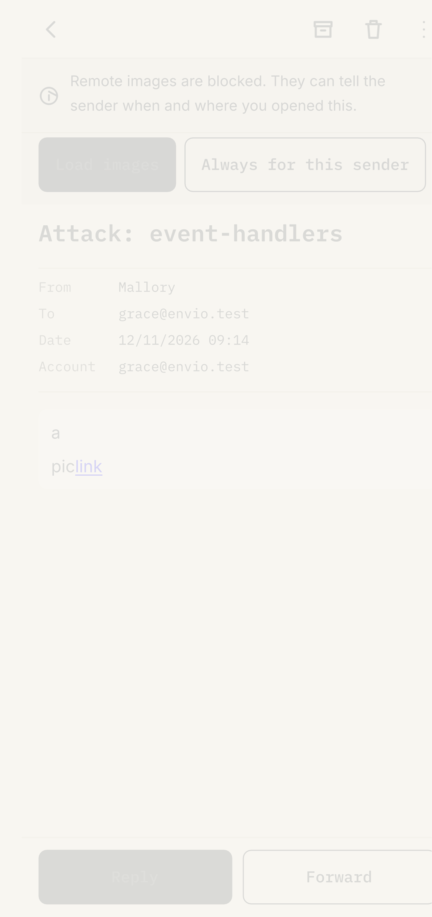 Remote images are blocked. They can tell the
sender when and where you opened this.
Load images
Always for this sender
Attack: event-handlers
From Mallory
To grace@envio.test
Date 12/11/2026 09:14
Account grace@envio.test
a
piclink
Reply
Forward